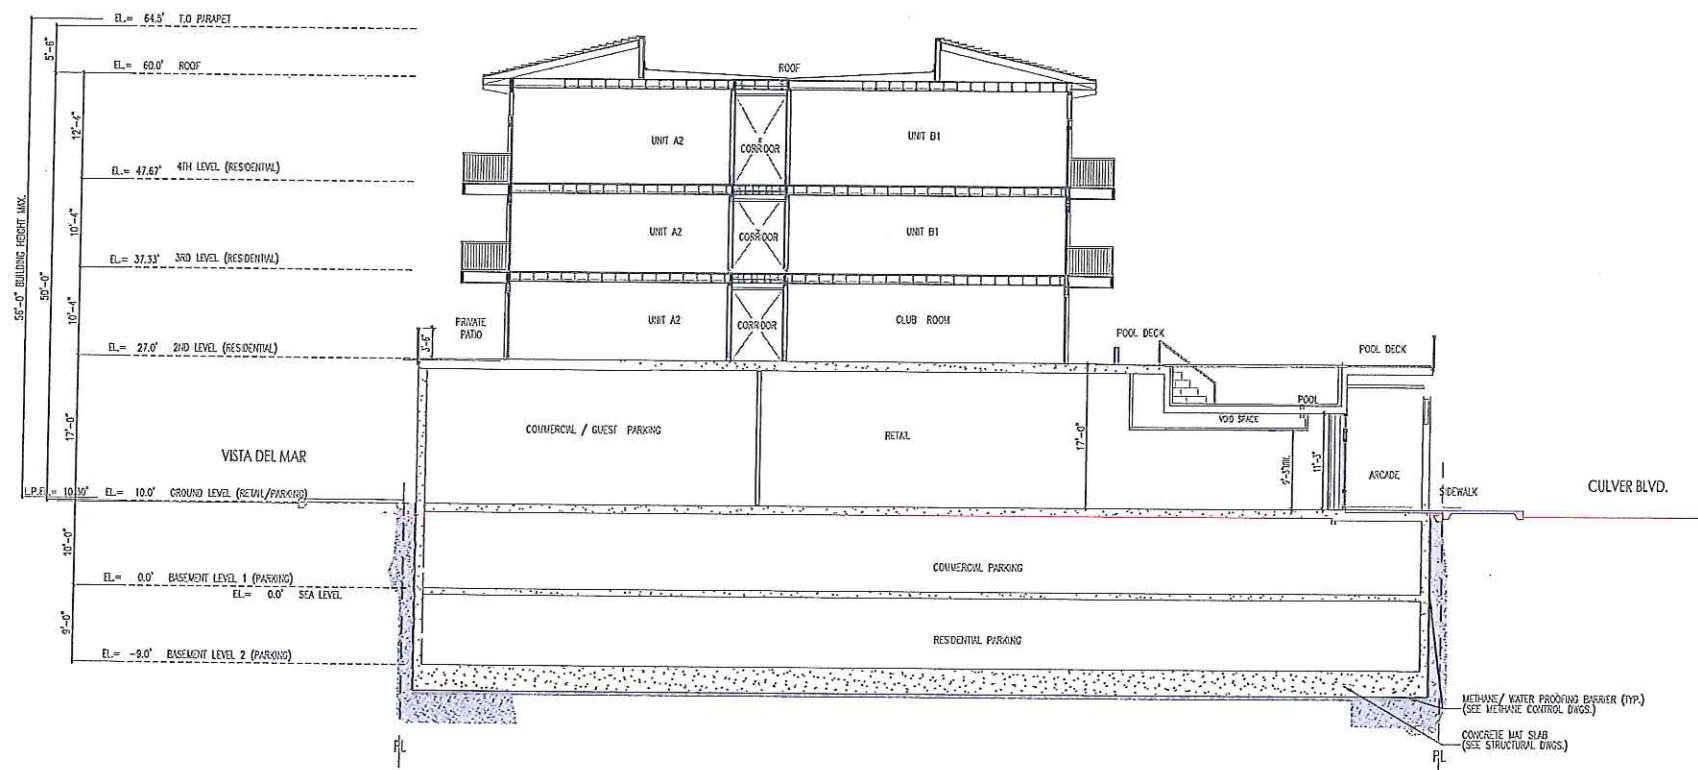 EL.= 64.5' T.O PARAPET
5'-6"
EL.= 60.0' ROOF
ROOF
12'-4"
UNIT A2
CORRIDOR
UNIT B1
EL.= 47.67' 4TH LEVEL (RESIDENTIAL)
56'-0" BUILDING HEIGHT MAX.
50'-0"
10'-4"
UNIT A2
CORRIDOR
UNIT B1
EL.= 37.33' 3RD LEVEL (RESIDENTIAL)
10'-4"
PRIVATE
PATIO
UNIT A2
CORRIDOR
CLUB ROOM
POOL DECK
POOL DECK
3'-6"
EL.= 27.0' 2ND LEVEL (RESIDENTIAL)
POOL
VOID SPACE
17'-0"
COMMERCIAL / GUEST PARKING
RETAIL
17'-0"
VISTA DEL MAR
11'-3"
ARCADE
SIDEWALK
CULVER BLVD.
EL.= 10.0' GROUND LEVEL (RETAIL/PARKING)
10'-0"
COMMERCIAL PARKING
EL.= 0.0' BASEMENT LEVEL 1 (PARKING)
EL.= 0.0' SEA LEVEL
9'-0"
RESIDENTIAL PARKING
EL.= -9.0' BASEMENT LEVEL 2 (PARKING)
METHANE/ WATER PROOFING BARRIER (TYP.)
(SEE METHANE CONTROL DWGS.)
CONCRETE MAT SLAB
(SEE STRUCTURAL DWGS.)
PL
PL